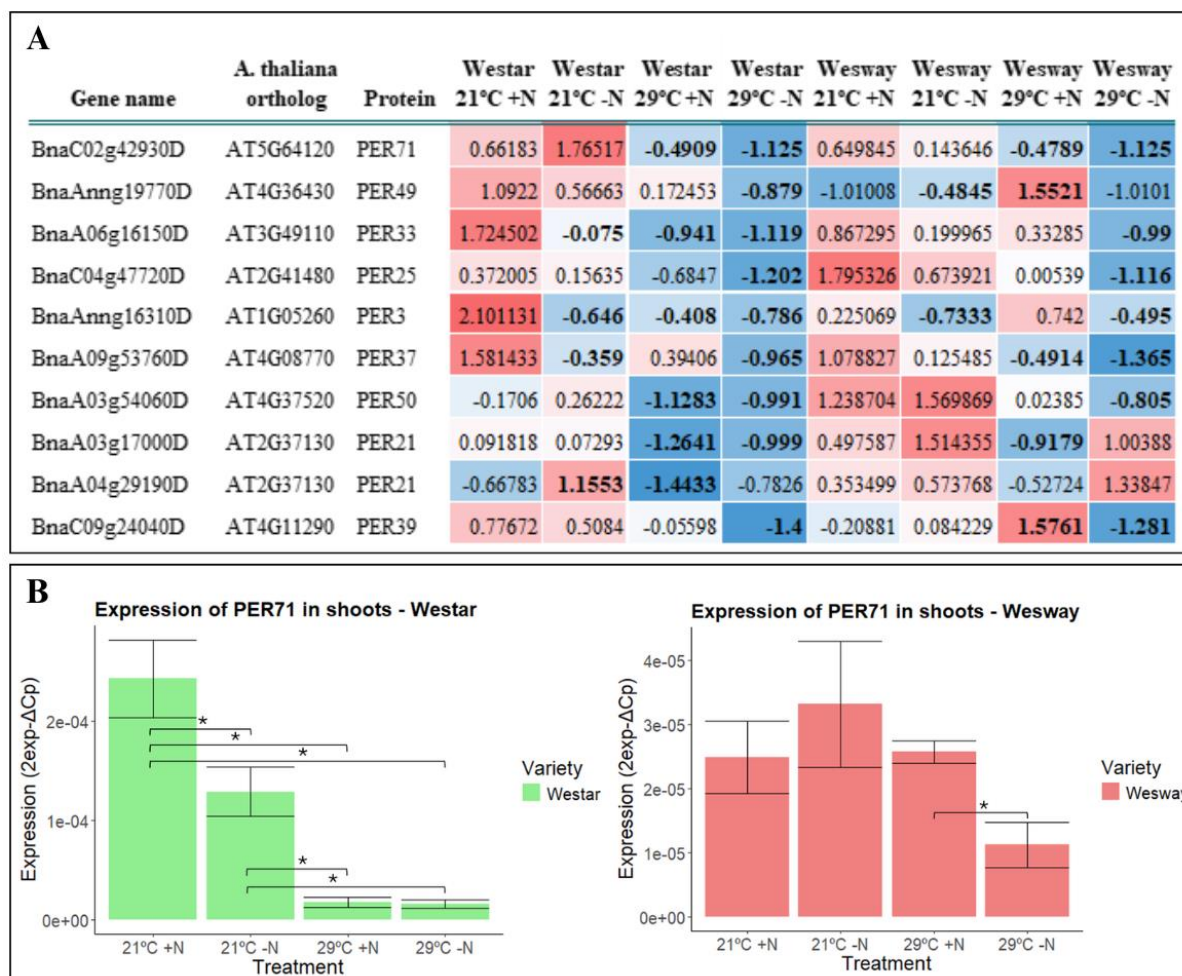 A
Gene name A. thaliana ortholog Protein Westar 21ºC +N Westar 21ºC -N Westar 29ºC +N Westar 29ºC -N Wesway 21ºC +N Wesway 21ºC -N Wesway 29ºC +N Wesway 29ºC -N
BnaC02g42930D AT5G64120 PER71 0.66183 1.76517 -0.4909 -1.125 0.649845 0.143646 -0.4789 -1.125
BnaAnng19770D AT4G36430 PER49 1.0922 0.56663 0.172453 -0.879 -1.01008 -0.4845 1.5521 -1.0101
BnaA06g16150D AT3G49110 PER33 1.724502 -0.075 -0.941 -1.119 0.867295 0.199965 0.33285 -0.99
BnaC04g47720D AT2G41480 PER25 0.372005 0.15635 -0.6847 -1.202 1.795326 0.673921 0.00539 -1.116
BnaAnng16310D AT1G05260 PER3 2.101131 -0.646 -0.408 -0.786 0.225069 -0.7333 0.742 -0.495
BnaA09g53760D AT4G08770 PER37 1.581433 -0.359 0.39406 -0.965 1.078827 0.125485 -0.4914 -1.365
BnaA03g54060D AT4G37520 PER50 -0.1706 0.26222 -1.1283 -0.991 1.238704 1.569869 0.02385 -0.805
BnaA03g17000D AT2G37130 PER21 0.091818 0.07293 -1.2641 -0.999 0.497587 1.514355 -0.9179 1.00388
BnaA04g29190D AT2G37130 PER21 -0.66783 1.1553 -1.4433 -0.7826 0.353499 0.573768 -0.52724 1.33847
BnaC09g24040D AT4G11290 PER39 0.77672 0.5084 -0.05598 -1.4 -0.20881 0.084229 1.5761 -1.281
B
Expression of PER71 in shoots - Westar
Expression (2exp-ΔCp)
2e-04
1e-04
0e+00
*
*
*
*
*
21ºC +N 21ºC -N 29ºC +N 29ºC -N
Treatment
Variety
Westar
Expression of PER71 in shoots - Wesway
Expression (2exp-ΔCp)
4e-05
3e-05
2e-05
1e-05
0e+00
*
21ºC +N 21ºC -N 29ºC +N 29ºC -N
Treatment
Variety
Wesway